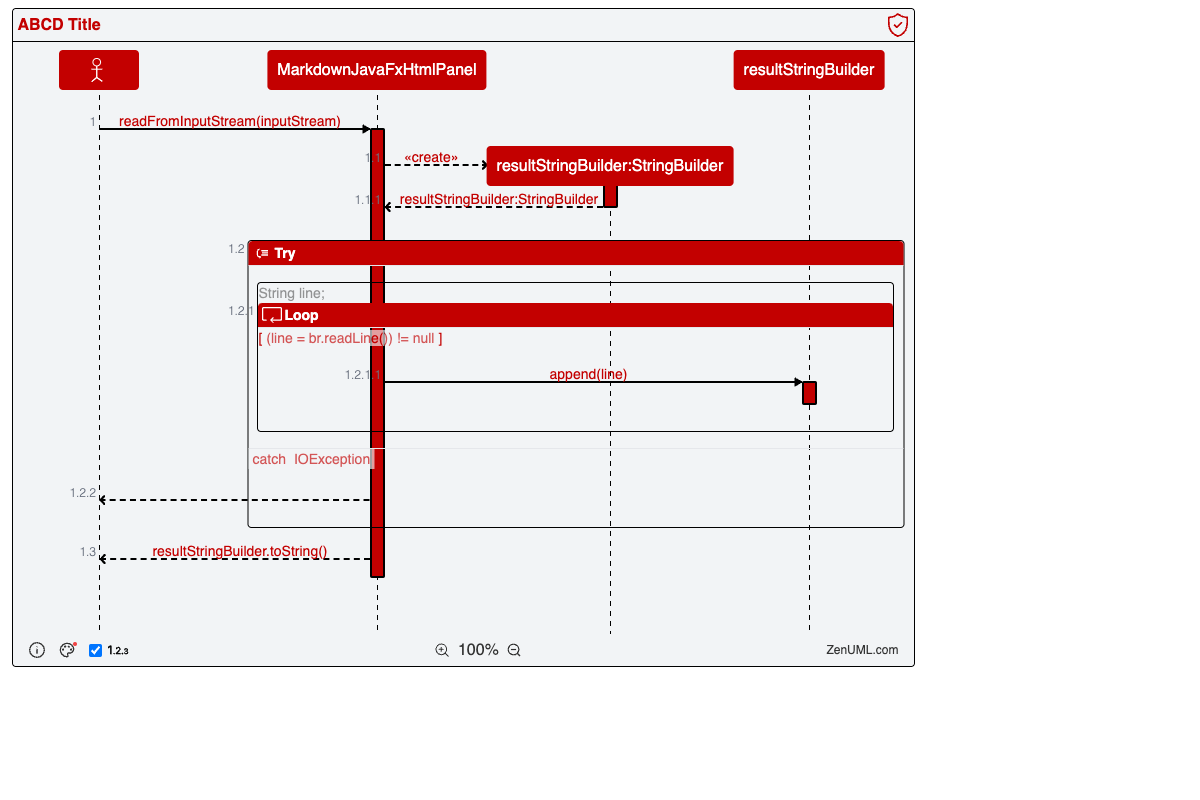 ABCD Title
MarkdownJavaFxHtmlPanel
resultStringBuilder
1
readFromInputStream(inputStream)
1.1
«create»
resultStringBuilder:StringBuilder
1.1.1
resultStringBuilder:StringBuilder
1.2
Try
String line;
1.2.1
Loop
[ (line = br.readLine()) != null ]
1.2.1.1
append(line)
catch IOException
1.2.2
1.3
resultStringBuilder.toString()
1.2.3
100%
ZenUML.com